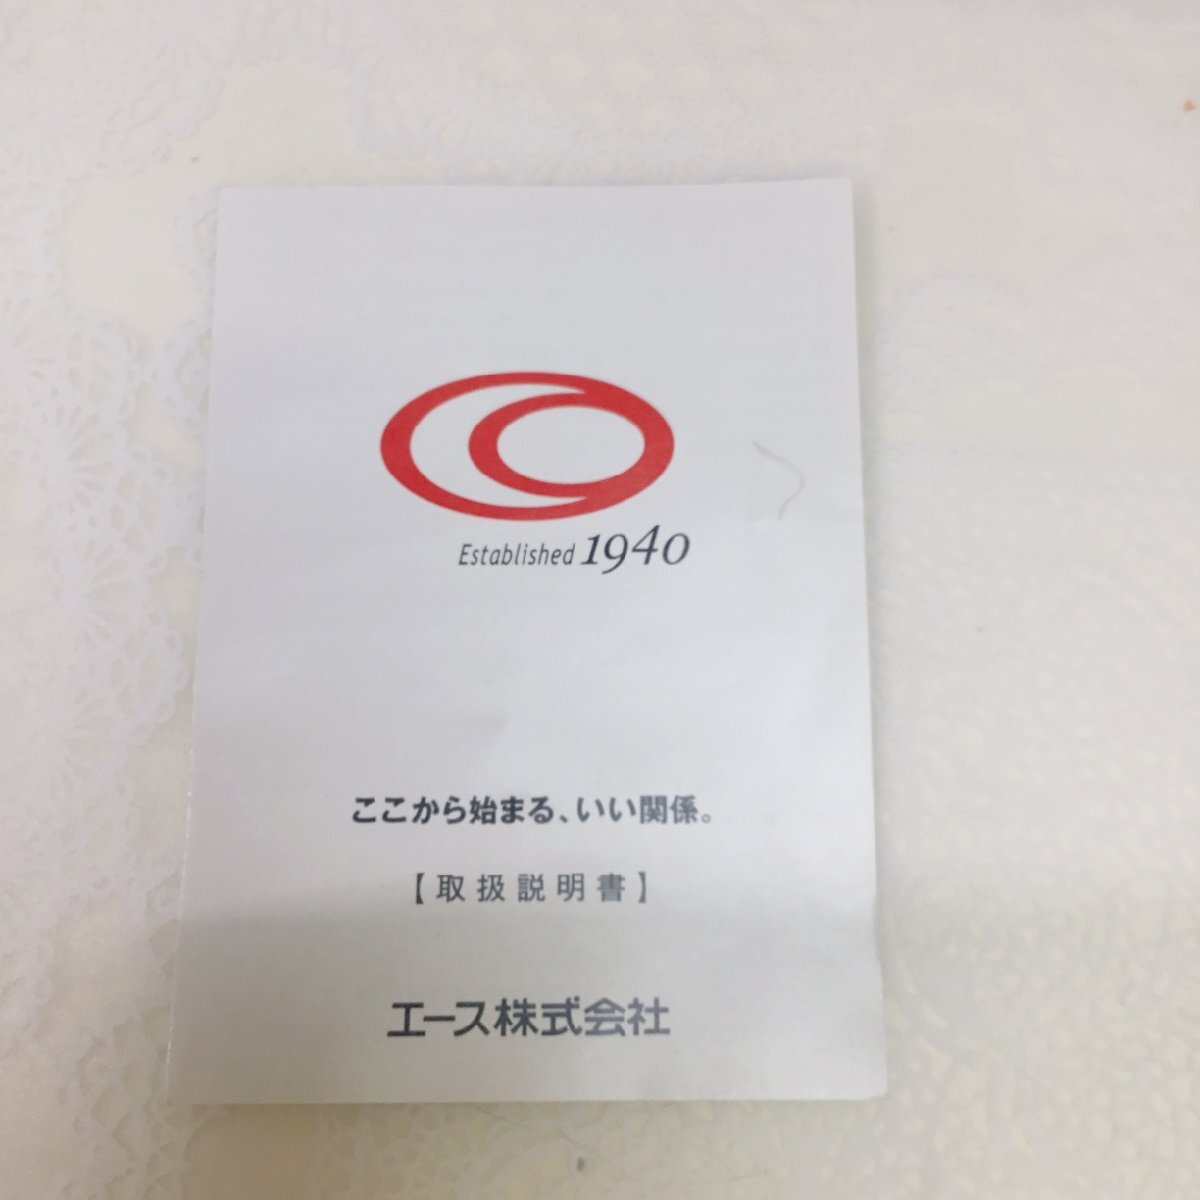 Established 1940
ここから始まる、いい関係。
【取扱説明書】
エース株式会社